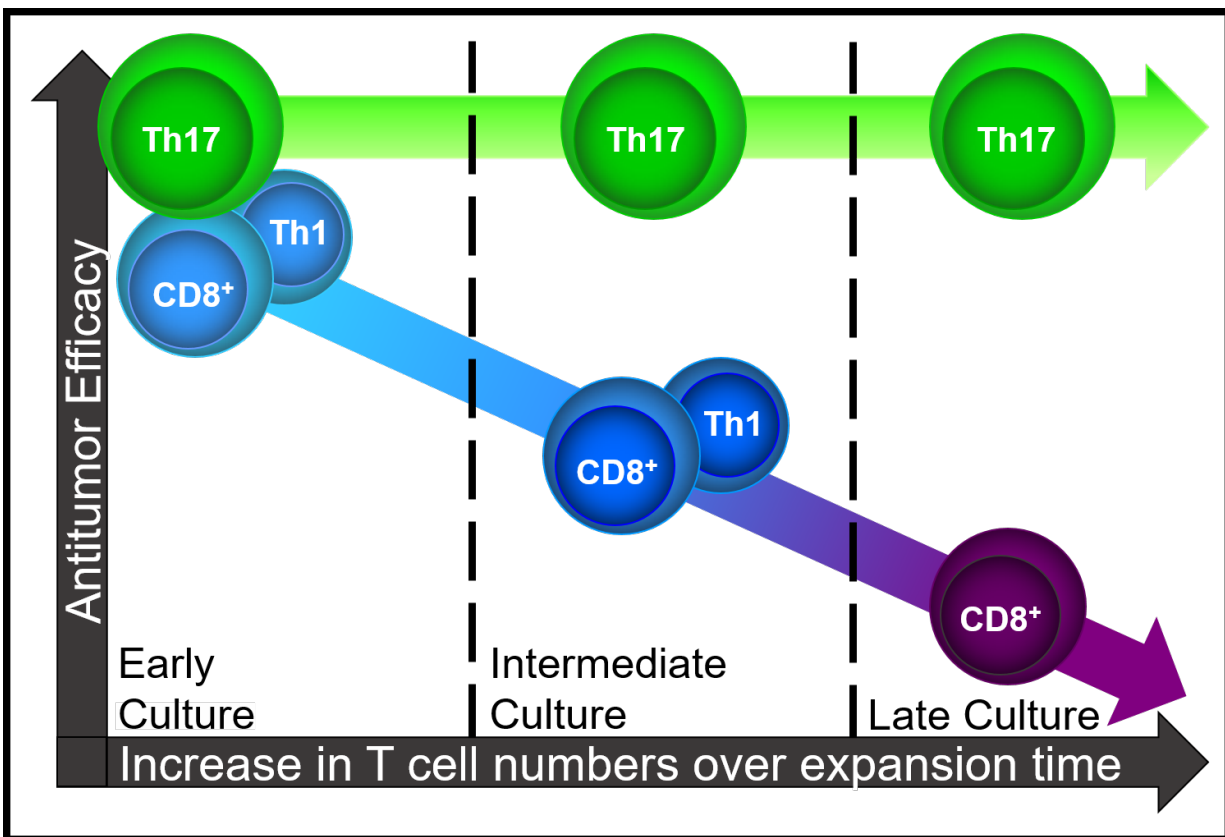 Antitumor Efficacy
Th17
Th17
Th17
Th1
CD8⁺
Th1
CD8⁺
CD8⁺
Early
Culture
Intermediate
Culture
Late Culture
Increase in T cell numbers over expansion time